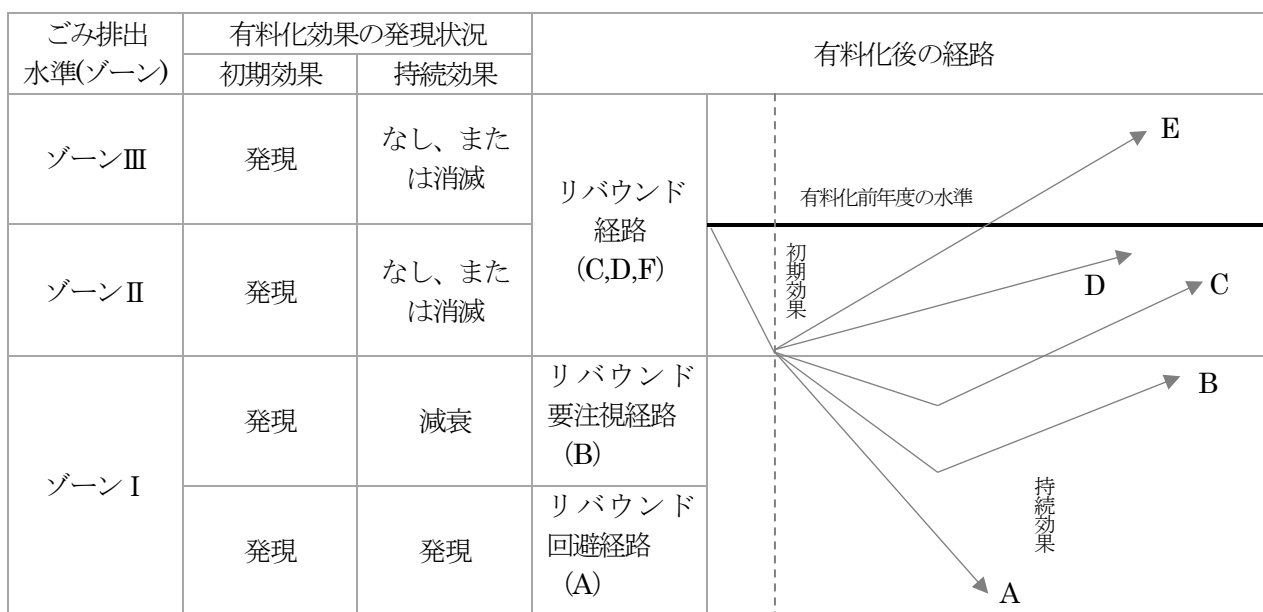 ごみ排出
水準(ゾーン)
有料化効果の発現状況
初期効果
持続効果
有料化後の経路
ゾーンⅢ
発現
なし、また
は消滅
リバウンド
経路
(C,D,F)
ゾーンⅡ
発現
なし、また
は消滅
ゾーンⅠ
発現
減衰
リバウンド
要注視経路
(B)
発現
発現
リバウンド
回避経路
(A)
E
有料化前年度の水準
初期効果
D
C
B
持続効果
A